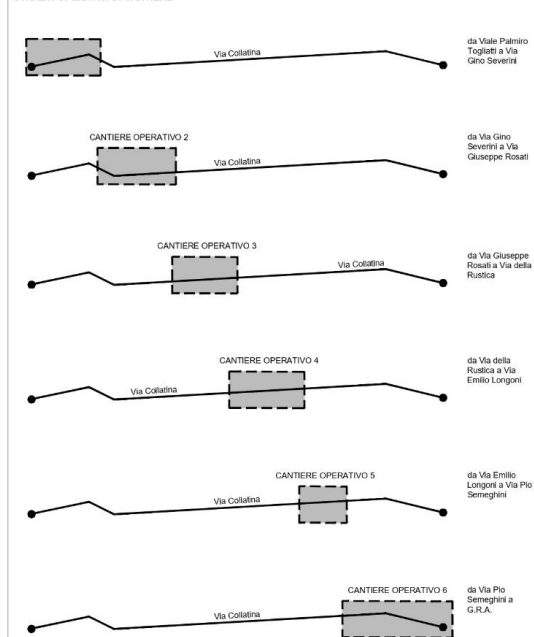 Via Collatina
da Viale Palmiro
Togliatti a Via
Gino Severini
CANTIERE OPERATIVO 2
Via Collatina
da Via Gino
Severini a Via
Giuseppe Rosati
CANTIERE OPERATIVO 3
Via Collatina
da Via Giuseppe
Rosati a Via della
Rustica
CANTIERE OPERATIVO 4
Via Collatina
da Via della
Rustica a Via
Emilio Longoni
CANTIERE OPERATIVO 5
Via Collatina
da Via Emilio
Longoni a Via Pio
Semeghini
CANTIERE OPERATIVO 6
Via Collatina
da Via Pio
Semeghini a
G.R.A.